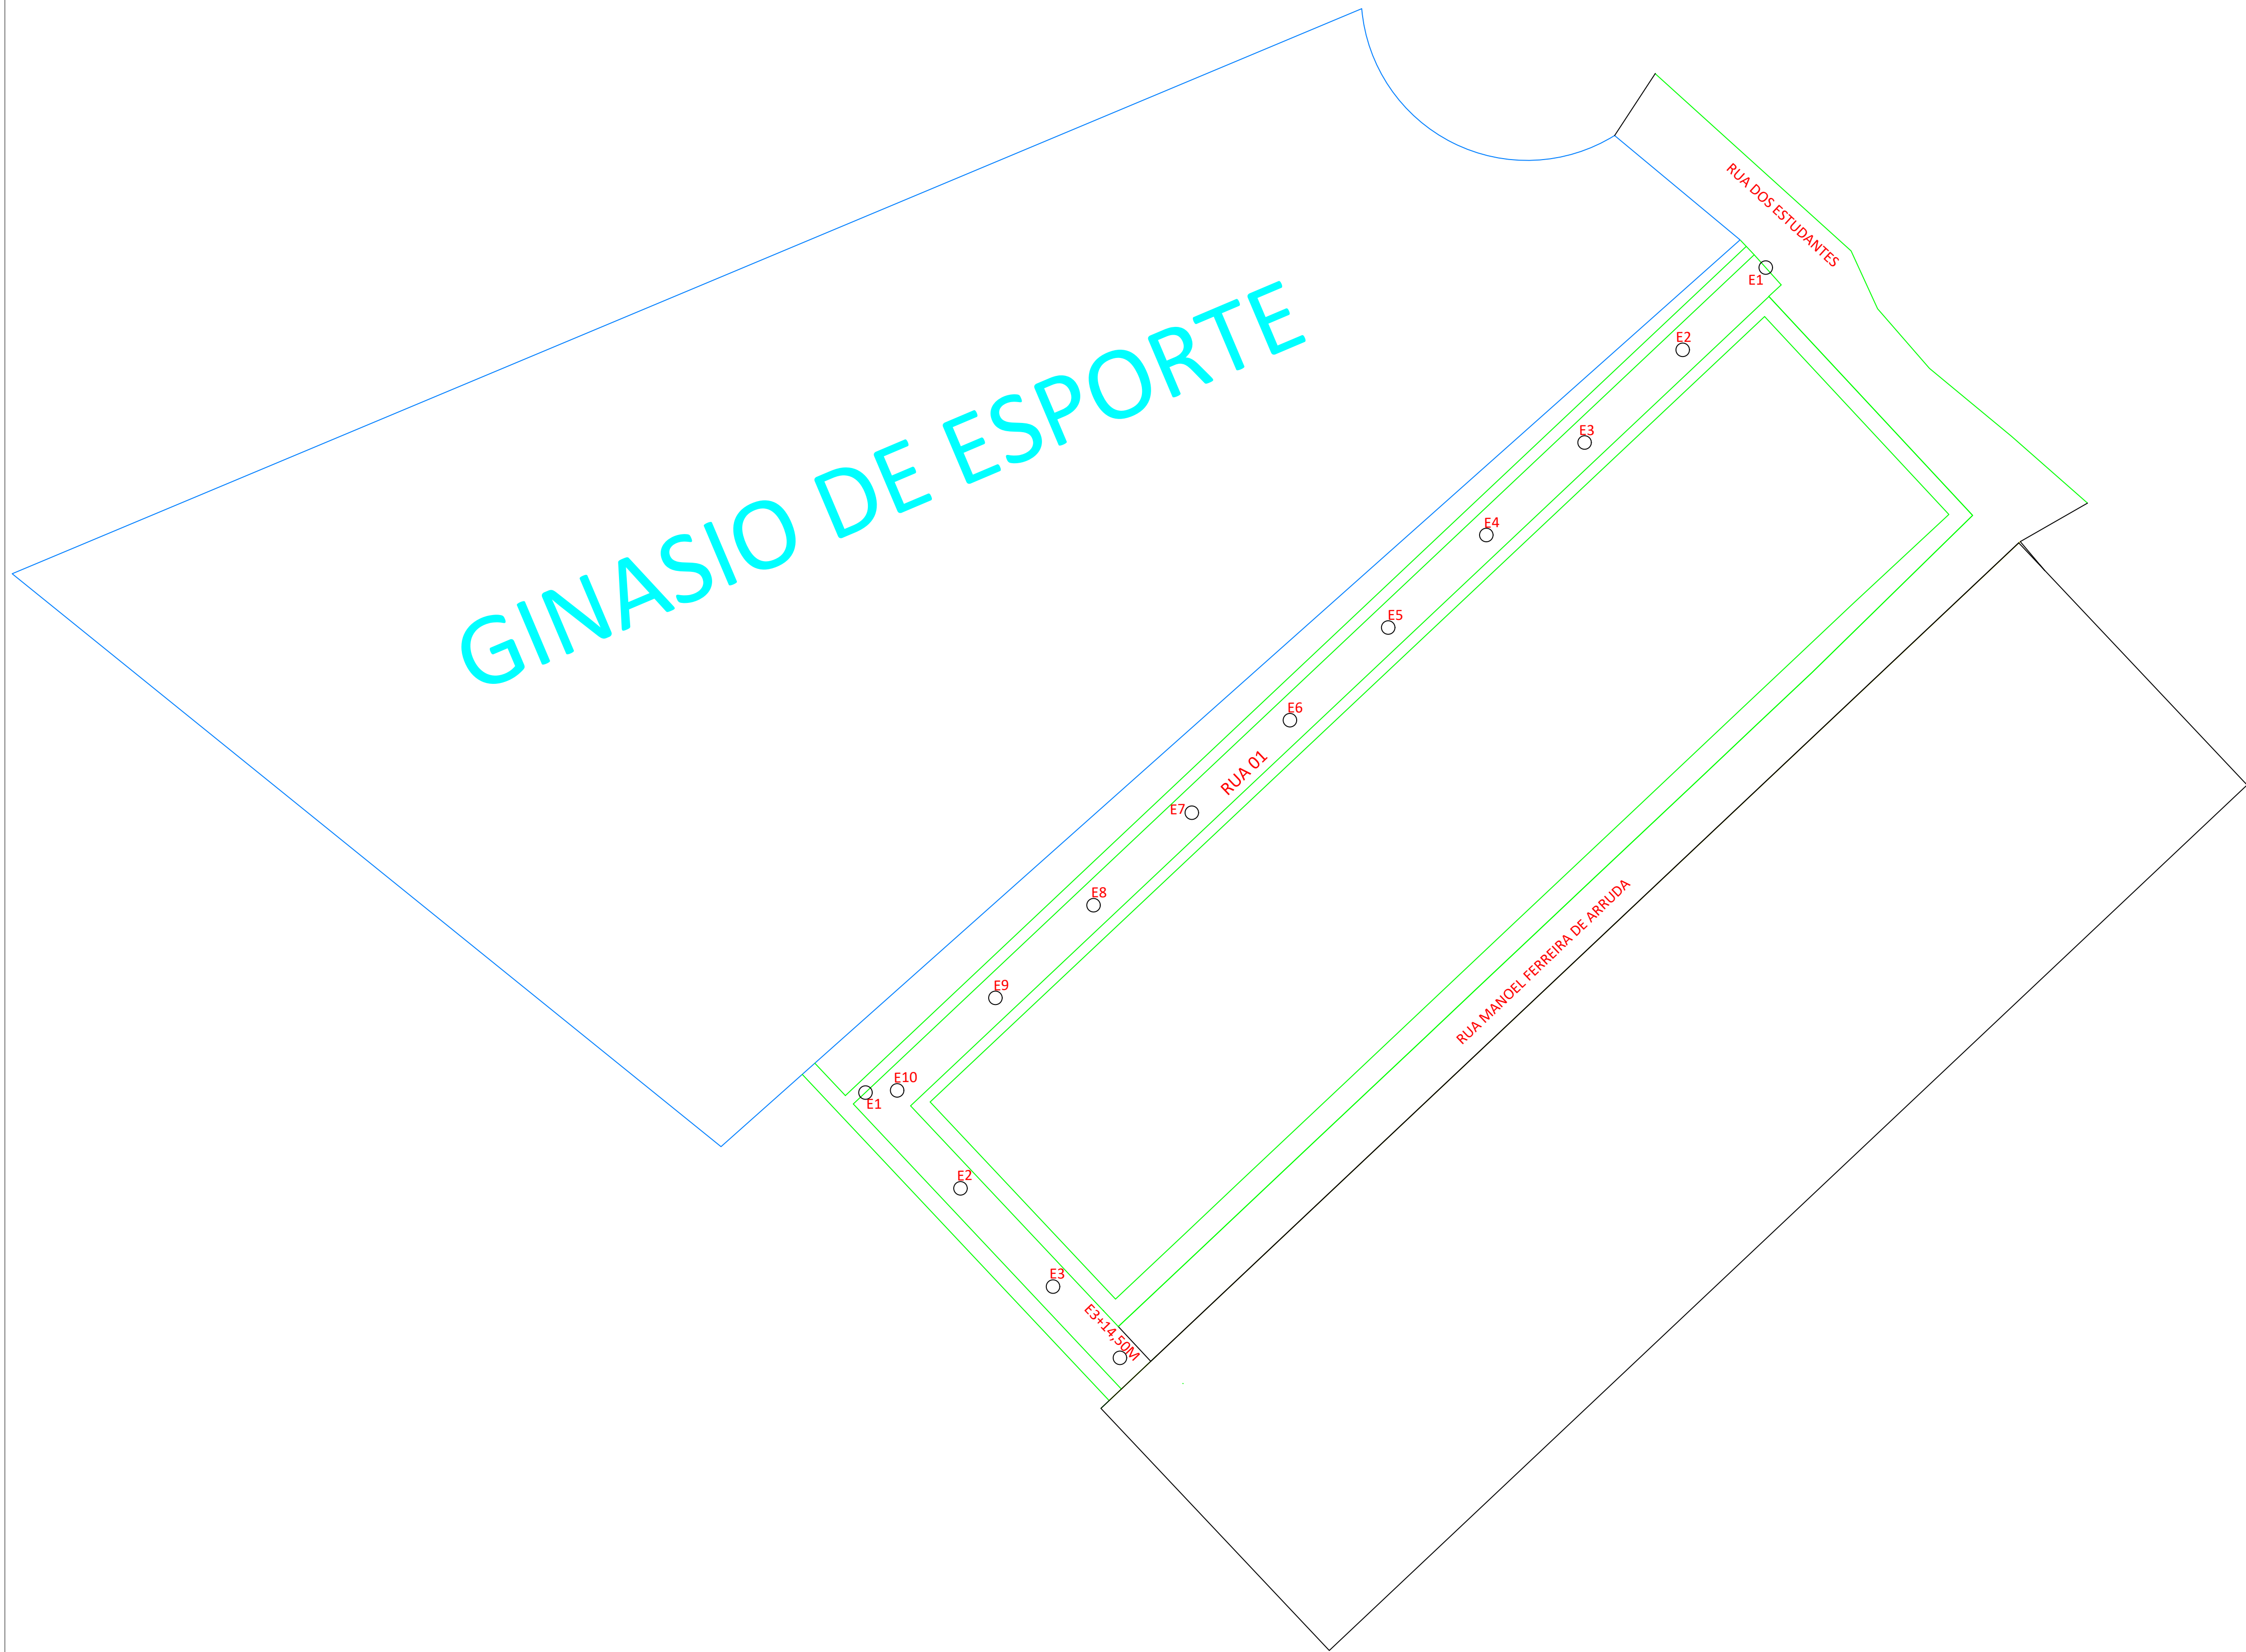 RUA DOS ESTUDANTES
E1
GINASIO DE ESPORTE
E2
E3
E4
E5
E6
RUA 01
E7
E8
RUA MANOEL FERREIRA DE ARRUDA
E9
E10
E1
E2
E3
E3+14,50M